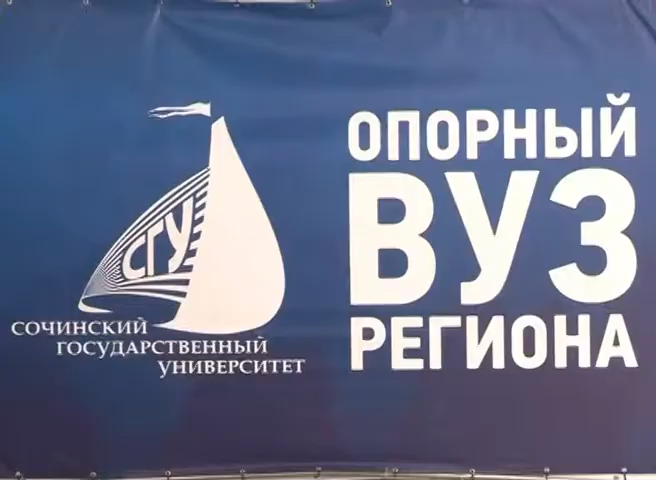 СГУ
СОЧИНСКИЙ
ГОСУДАРСТВЕННЫЙ
УНИВЕРСИТЕТ
ОПОРНЫЙ
ВУЗ
РЕГИОНА